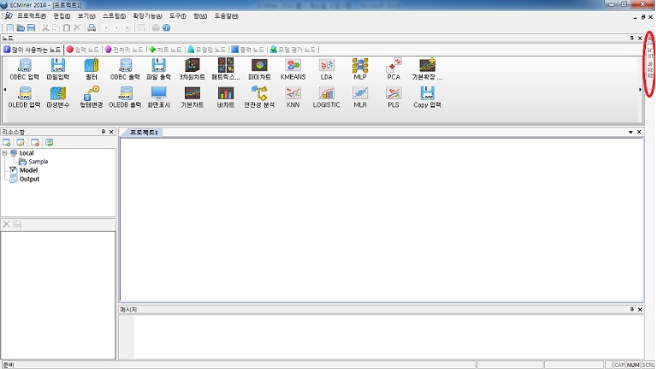 ECMiner 2014 - [프로젝트1]
프로젝트(P) 편집(E) 보기(V) 스트림(S) 확장기능(A) 도구(T) 창(W) 도움말(H)
노드
많이 사용하는 노드 입력 노드 전처리 노드 차트 노드 모델링 노드 출력 노드 모델 평가 노드
ODBC 입력 파일입력 필터 ODBC 출력 파일 출력 3차원차트 매트릭스... 파이차트 KMEANS LDA MLP PCA 기본확장 ...
OLEDB 입력 파생변수 형태변경 OLEDB 출력 화면표시 기본차트 바차트 연관성 분석 KNN LOGISTIC MLR PLS Copy 입력
리소스창
프로젝트1
Local
Sample
Model
Output
메시지
준비
CAP NUM SCRL